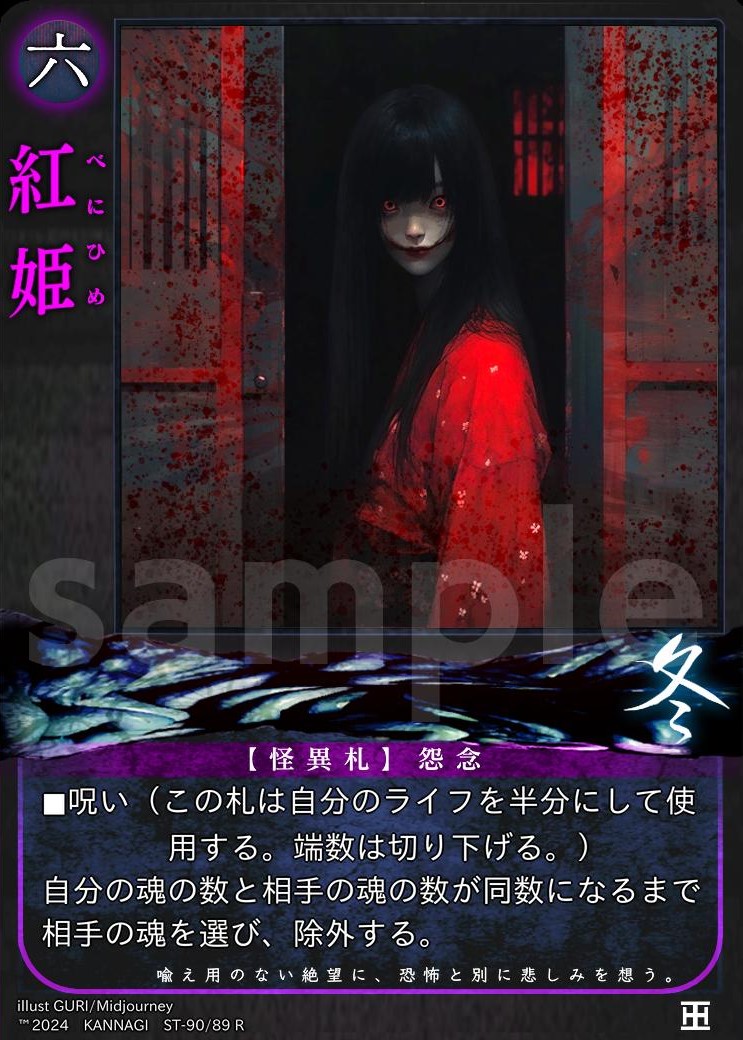 六
紅姫
べにひめ
sample
冬
【怪異札】怨念
■呪い（この札は自分のライフを半分にして使
用する。端数は切り下げる。）
自分の魂の数と相手の魂の数が同数になるまで
相手の魂を選び、除外する。
喩え用のない絶望に、恐怖と別に悲しみを想う。
illust GURI/Midjourney
™2024 KANNAGI ST-90/89 R